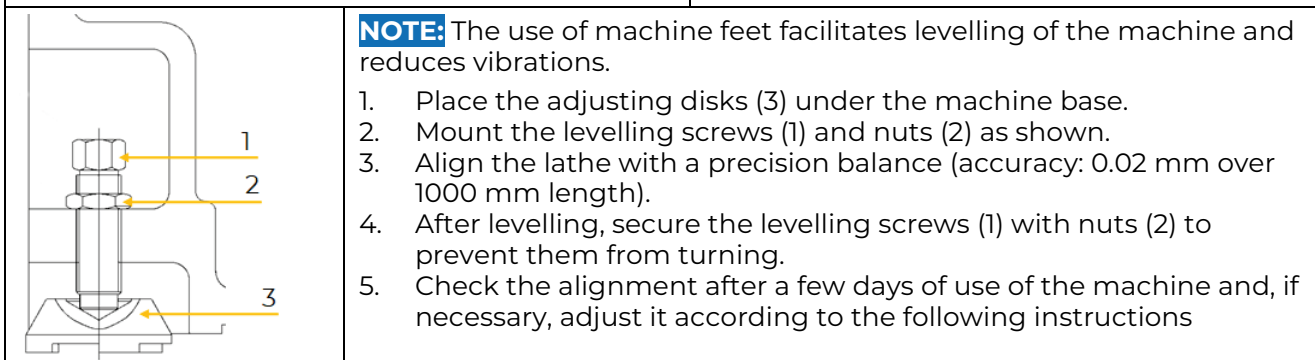 1
2
3
NOTE: The use of machine feet facilitates levelling of the machine and
reduces vibrations.
1. Place the adjusting disks (3) under the machine base.
2. Mount the levelling screws (1) and nuts (2) as shown.
3. Align the lathe with a precision balance (accuracy: 0.02 mm over
1000 mm length).
4. After levelling, secure the levelling screws (1) with nuts (2) to
prevent them from turning.
5. Check the alignment after a few days of use of the machine and, if
necessary, adjust it according to the following instructions